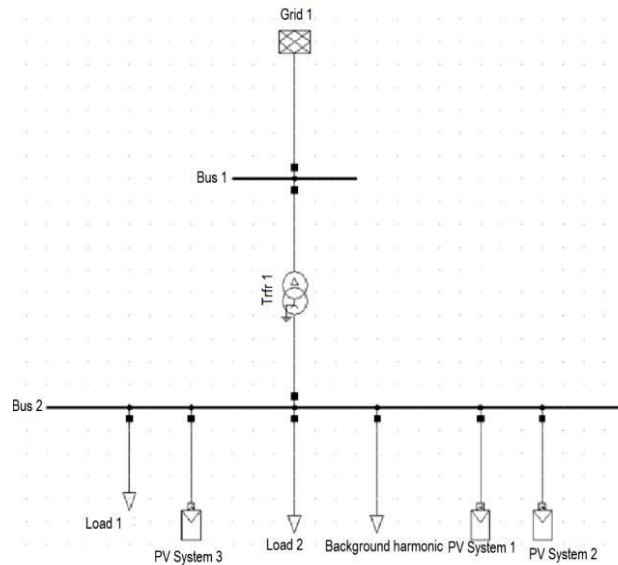 Grid 1
Bus 1
Trfr 1
Bus 2
Load 1
PV System 3
Load 2
Background harmonic
PV System 1
PV System 2